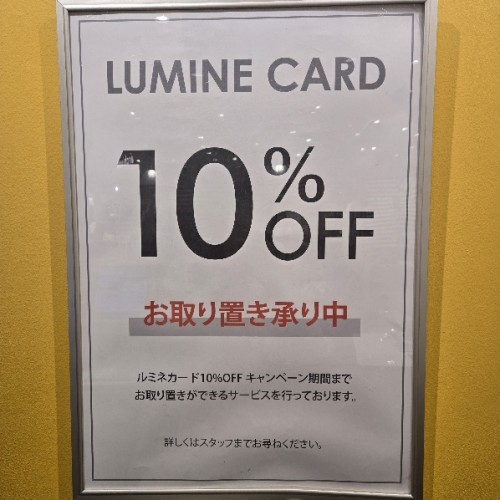 LUMINE CARD
10%
OFF
お取り置き承り中
ルミネカード10%OFF キャンペーン期間まで
お取り置きができるサービスを行っております。
詳しくはスタッフまでお尋ねください。